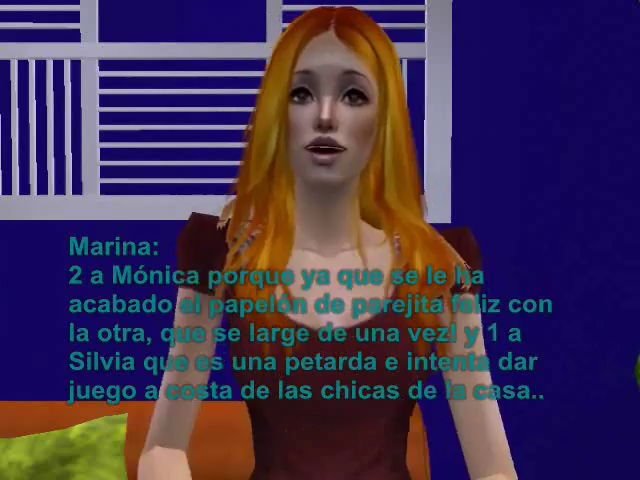 Marina:
2 a Mónica porque ya que se le ha
acabado el papelón de parejita feliz con
la otra, que se large de una vez! y 1 a
Silvia que es una petarda e intenta dar
juego a costa de las chicas de la casa..